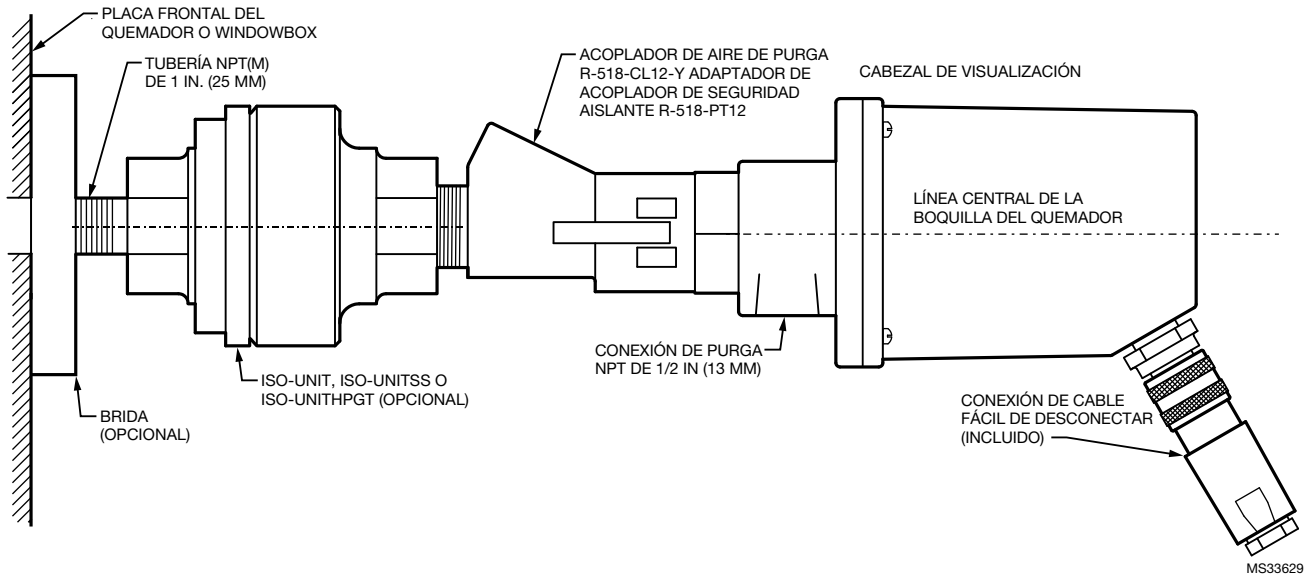 PLACA FRONTAL DEL
QUEMADOR O WINDOWBOX
TUBERÍA NPT(M)
DE 1 IN. (25 MM)
ACOPLADOR DE AIRE DE PURGA
R-518-CL12-Y ADAPTADOR DE
ACOPLADOR DE SEGURIDAD
AISLANTE R-518-PT12
CABEZAL DE VISUALIZACIÓN
LÍNEA CENTRAL DE LA
BOQUILLA DEL QUEMADOR
CONEXIÓN DE PURGA
NPT DE 1/2 IN (13 MM)
ISO-UNIT, ISO-UNITSS O
ISO-UNITHPGT (OPCIONAL)
BRIDA
(OPCIONAL)
CONEXIÓN DE CABLE
FÁCIL DE DESCONECTAR
(INCLUIDO)
MS33629